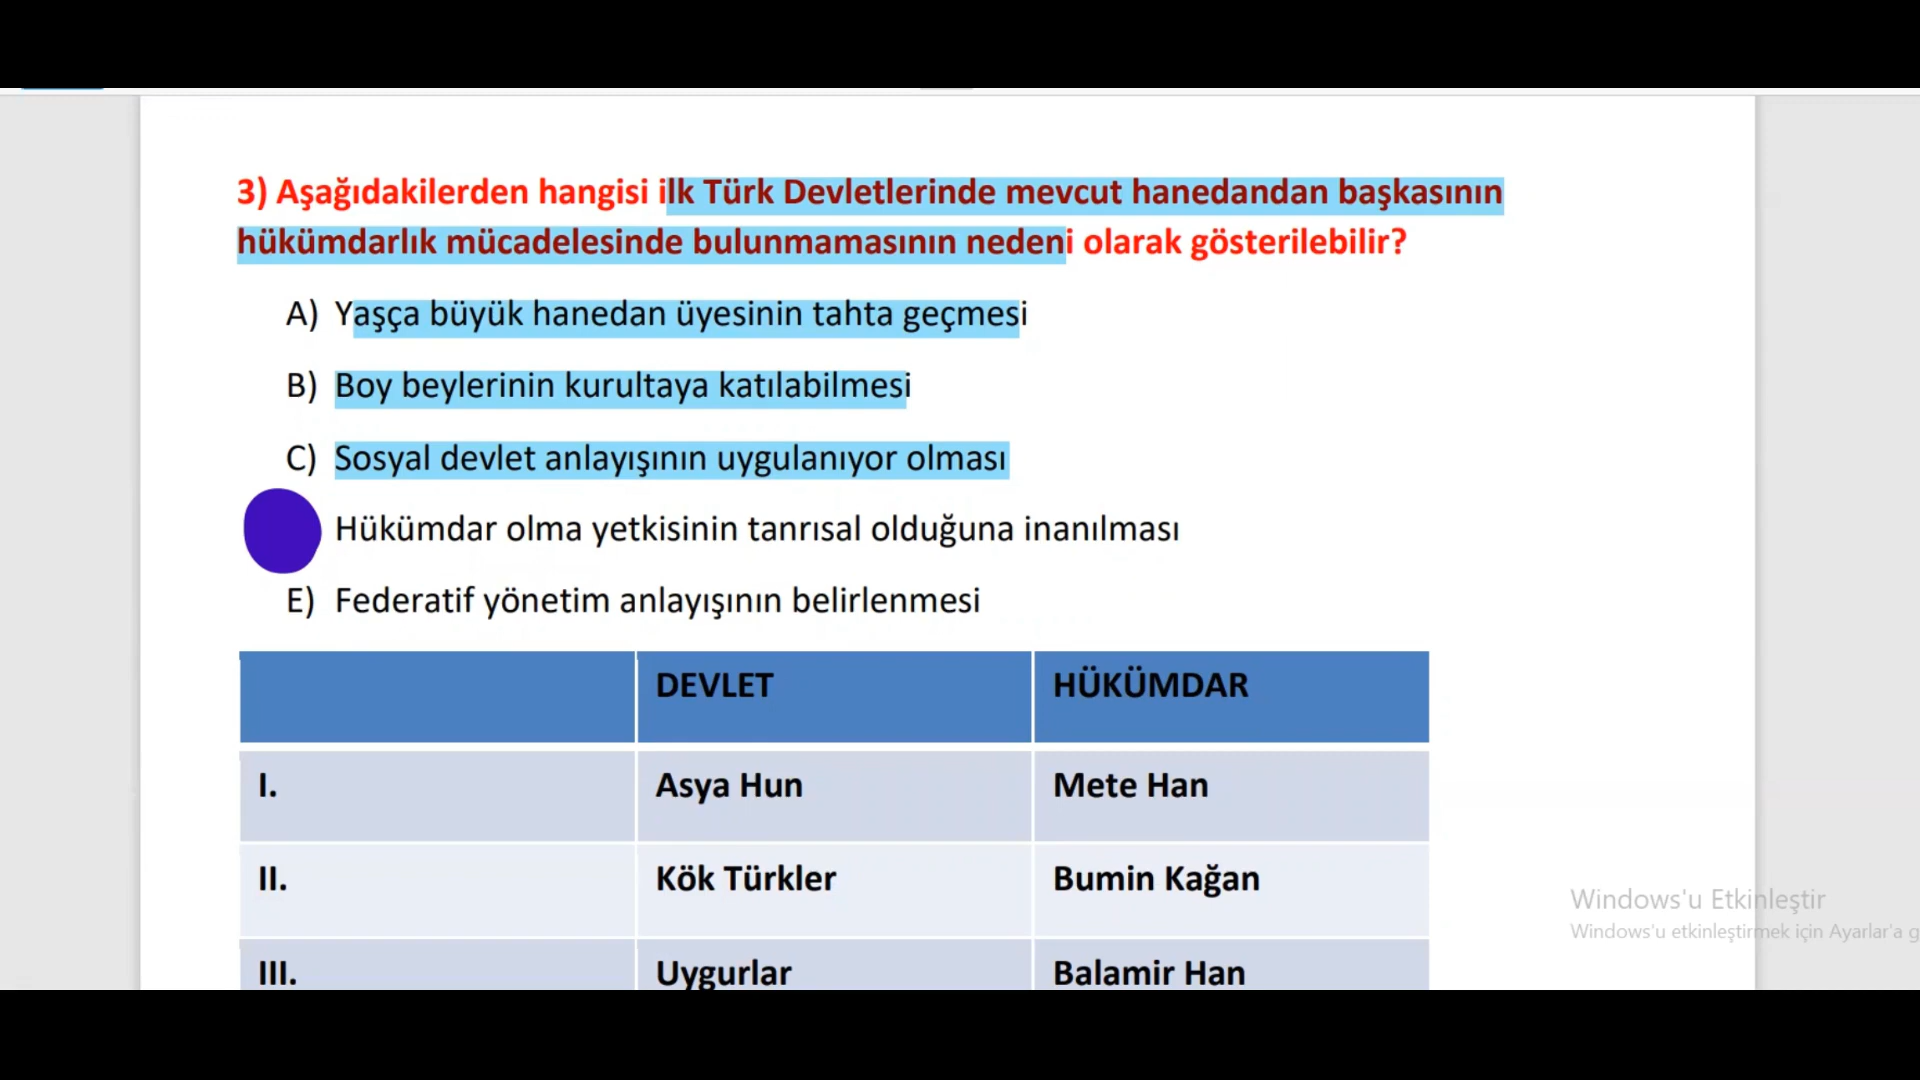 3) Aşağıdakilerden hangisi ilk Türk Devletlerinde mevcut hanedandan başkasının
hükümdarlık mücadelesinde bulunmamasının nedeni olarak gösterilebilir?
A) Yaşça büyük hanedan üyesinin tahta geçmesi
B) Boy beylerinin kurultaya katılabilmesi
C) Sosyal devlet anlayışının uygulanıyor olması
Hükümdar olma yetkisinin tanrısal olduğuna inanılması
E) Federatif yönetim anlayışının belirlenmesi
DEVLET HÜKÜMDAR
I. Asya Hun Mete Han
II. Kök Türkler Bumin Kağan
III. Uygurlar Balamir Han
Windows'u Etkinleştir
Windows'u etkinleştirmek için Ayarlar'a g